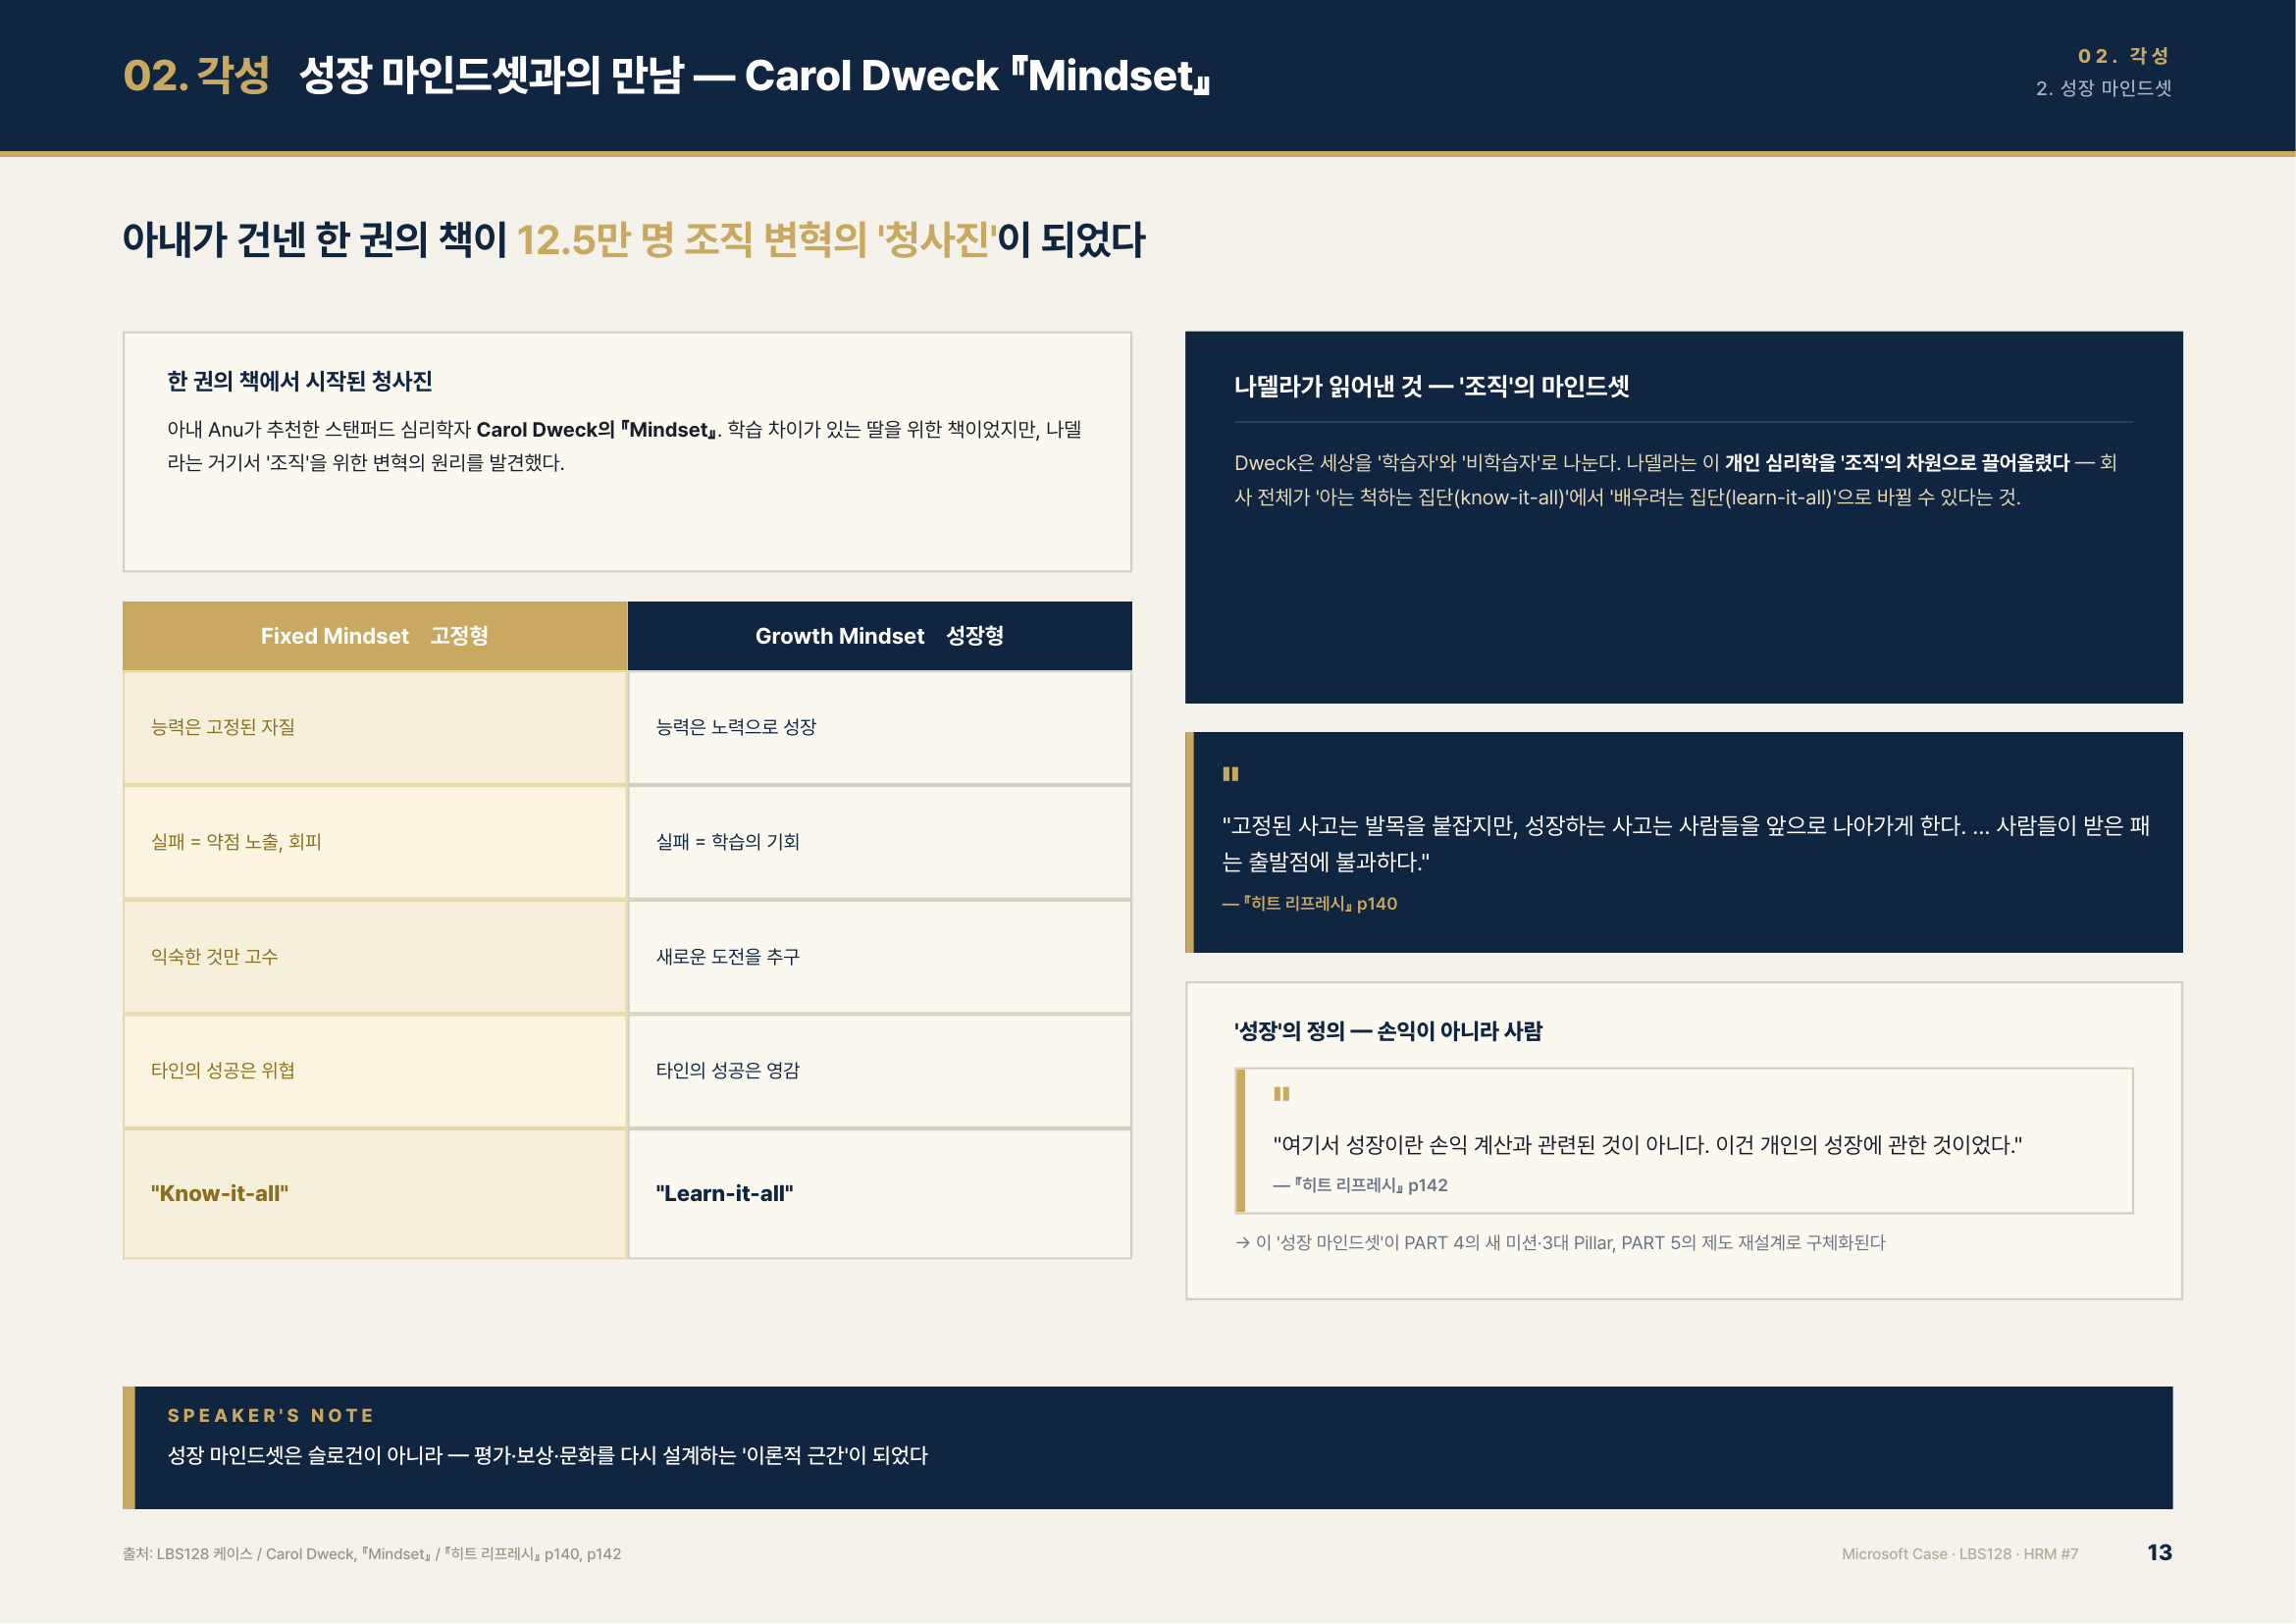 02. 각성 성장 마인드셋과의 만남 — Carol Dweck 『Mindset』
02. 각성
2. 성장 마인드셋
아내가 건넨 한 권의 책이 12.5만 명 조직 변혁의 '청사진'이 되었다
한 권의 책에서 시작된 청사진
아내 Anu가 추천한 스탠퍼드 심리학자 Carol Dweck의 『Mindset』. 학습 차이가 있는 딸을 위한 책이었지만, 나델
라는 거기서 '조직'을 위한 변혁의 원리를 발견했다.
Fixed Mindset 고정형
Growth Mindset 성장형
능력은 고정된 자질
능력은 노력으로 성장
실패 = 약점 노출, 회피
실패 = 학습의 기회
익숙한 것만 고수
새로운 도전을 추구
타인의 성공은 위협
타인의 성공은 영감
"Know-it-all"
"Learn-it-all"
나델라가 읽어낸 것 — '조직'의 마인드셋
Dweck은 세상을 '학습자'와 '비학습자'로 나눈다. 나델라는 이 개인 심리학을 '조직'의 차원으로 끌어올렸다 — 회
사 전체가 '아는 척하는 집단(know-it-all)'에서 '배우려는 집단(learn-it-all)'으로 바뀔 수 있다는 것.
"
"고정된 사고는 발목을 붙잡지만, 성장하는 사고는 사람들을 앞으로 나아가게 한다. ... 사람들이 받은 패
는 출발점에 불과하다."
— 『히트 리프레시』 p140
'성장'의 정의 — 손익이 아니라 사람
"
"여기서 성장이란 손익 계산과 관련된 것이 아니다. 이건 개인의 성장에 관한 것이었다."
— 『히트 리프레시』 p142
→ 이 '성장 마인드셋'이 PART 4의 새 미션·3대 Pillar, PART 5의 제도 재설계로 구체화된다
SPEAKER'S NOTE
성장 마인드셋은 슬로건이 아니라 — 평가·보상·문화를 다시 설계하는 '이론적 근간'이 되었다
출처: LBS128 케이스 / Carol Dweck, 『Mindset』 / 『히트 리프레시』 p140, p142
Microsoft Case · LBS128 · HRM #7
13